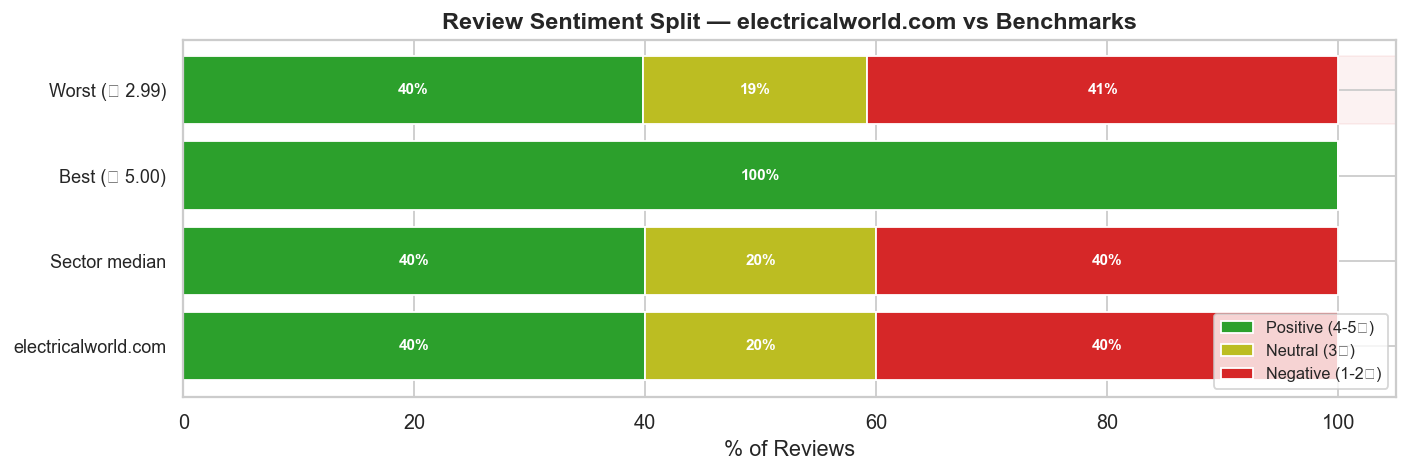 Review Sentiment Split — electricalworld.com vs Benchmarks
Worst (▯ 2.99)
40%
19%
41%
Best (▯ 5.00)
100%
Sector median
40%
20%
40%
electricalworld.com
40%
20%
40%
Positive (4-5▯)
Neutral (3▯)
Negative (1-2▯)
0
20
40
60
80
100
% of Reviews